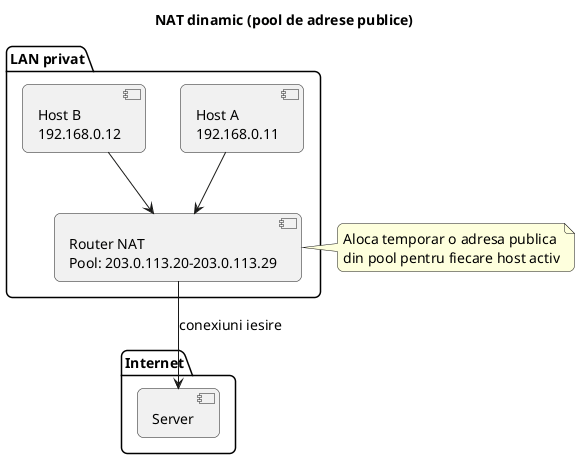 NAT dinamic (pool de adrese publice)
LAN privat
Host B
192.168.0.12
Host A
192.168.0.11
Router NAT
Pool: 203.0.113.20-203.0.113.29
Aloca temporar o adresa publica
din pool pentru fiecare host activ
conexiuni iesire
Internet
Server